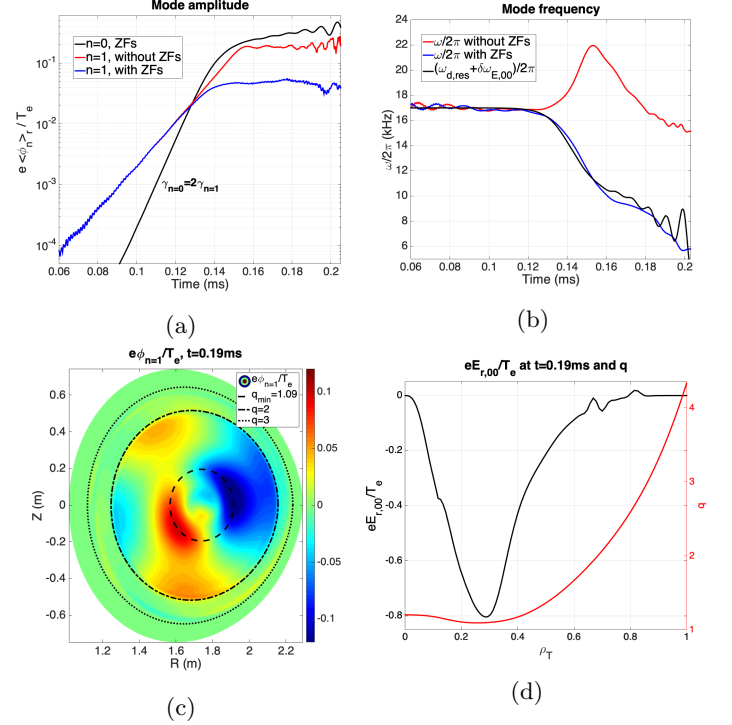 Mode amplitude
e <ϕn>r / Te
10-1
10-2
10-3
10-4
n=0, ZFs
n=1, without ZFs
n=1, with ZFs
γn=0=2γn=1
0.06 0.08 0.1 0.12 0.14 0.16 0.18 0.2
Time (ms)
(a)
Mode frequency
ω/2π (kHz)
24
22
20
18
16
14
12
10
8
6
ω/2π without ZFs
ω/2π with ZFs
(ωd,res+δωE,00)/2π
0.06 0.08 0.1 0.12 0.14 0.16 0.18 0.2
Time (ms)
(b)
eϕn=1/Te, t=0.19ms
Z (m)
0.6
0.4
0.2
0
-0.2
-0.4
-0.6
eϕn=1/Te
qmin=1.09
q=2
q=3
1.2 1.4 1.6 1.8 2 2.2
R (m)
0.1
0.05
0
-0.05
-0.1
(c)
eEr,00/Te at t=0.19ms and q
eEr,00/Te
0
-0.2
-0.4
-0.6
-0.8
4
3
2
1
q
0 0.2 0.4 0.6 0.8 1
ρT
(d)